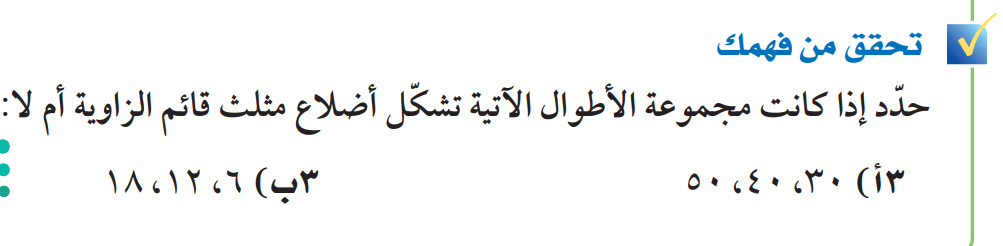 تحقق من فهمك
حدّد إذا كانت مجموعة الأطوال الآتية تشكّل أضلاع مثلث قائم الزاوية أم لا:
٣أ) ٣٠، ٤٠، ٥٠ ٣ب) ٦، ١٢، ١٨